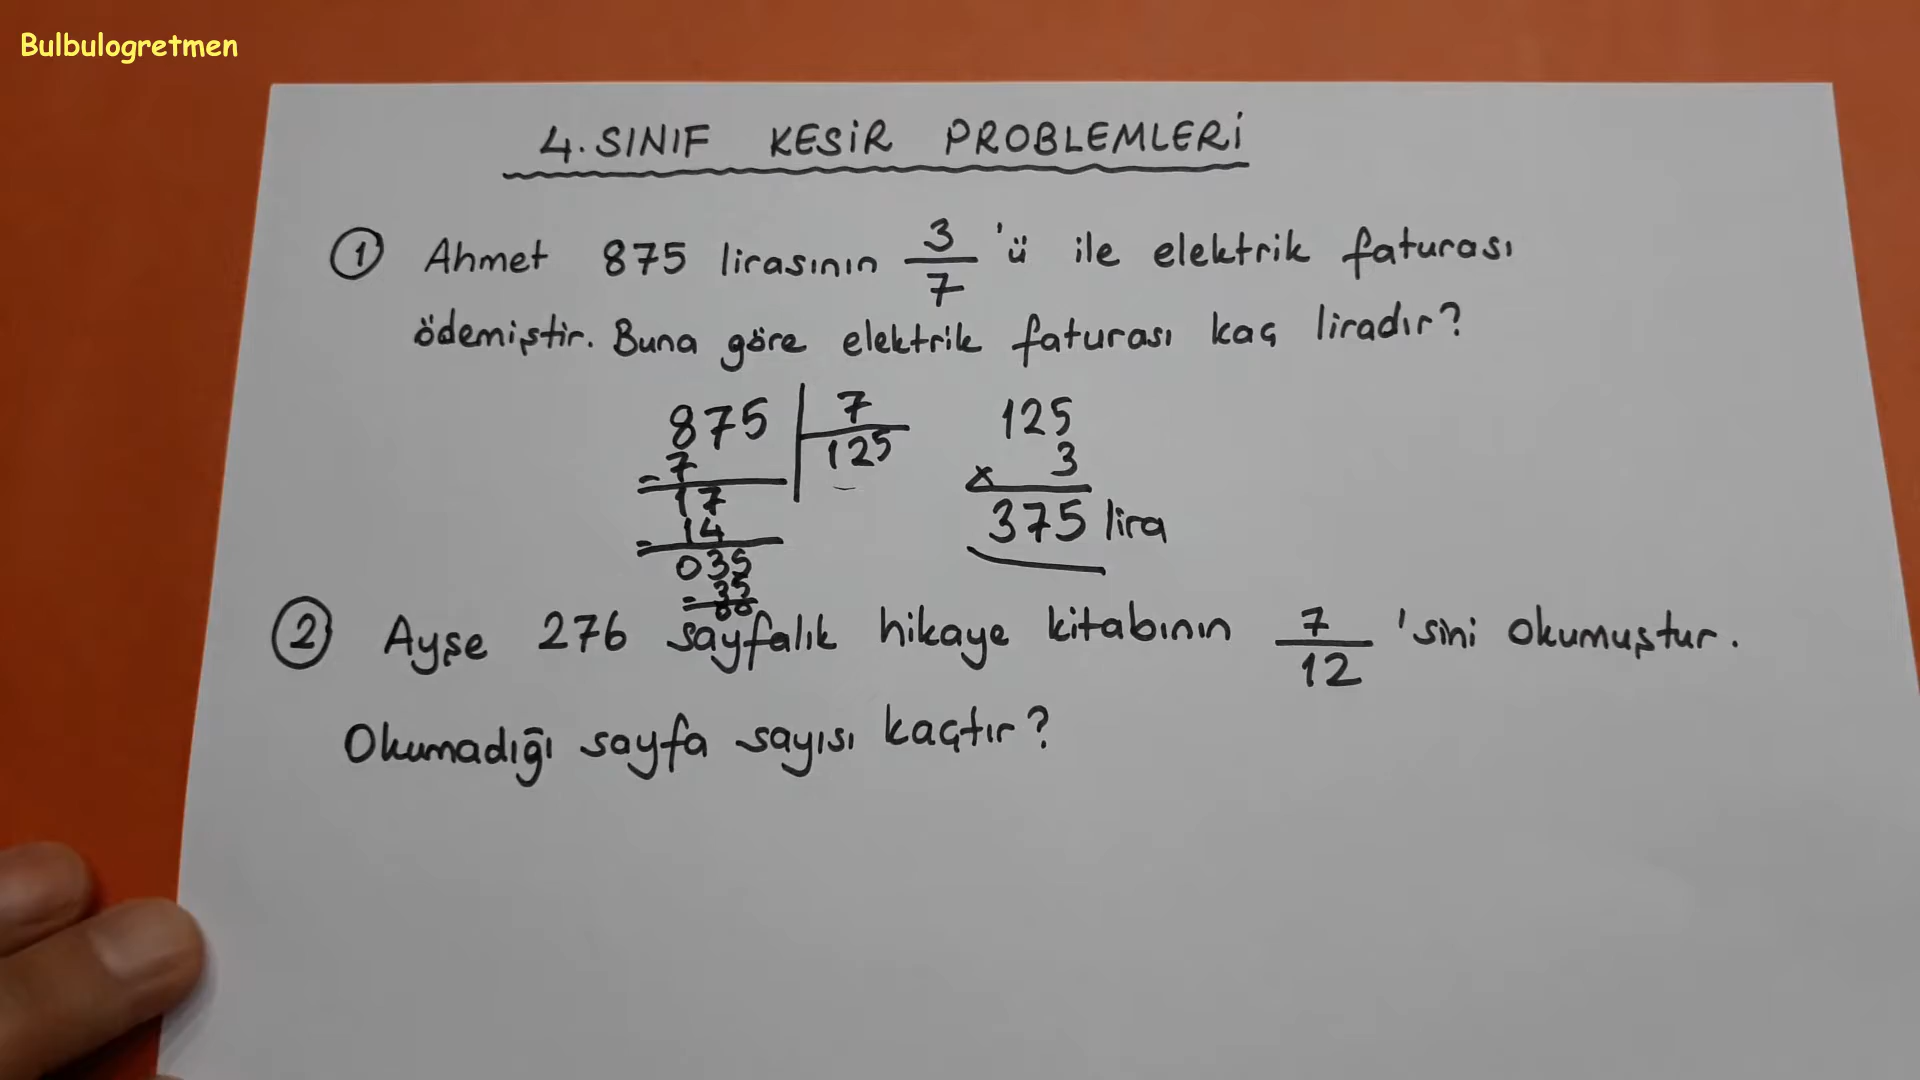 Bulbulogretmen
4. SINIF KESİR PROBLEMLERİ
1 Ahmet 875 lirasının 3/7 'ü ile elektrik faturası
ödemiştir. Buna göre elektrik faturası kaç liradır?
875 | 7
125
- 7
17
- 14
035
- 35
00
125
x 3
375 lira
2 Ayşe 276 sayfalık hikaye kitabının 7/12 'sini okumuştur.
Okumadığı sayfa sayısı kaçtır?